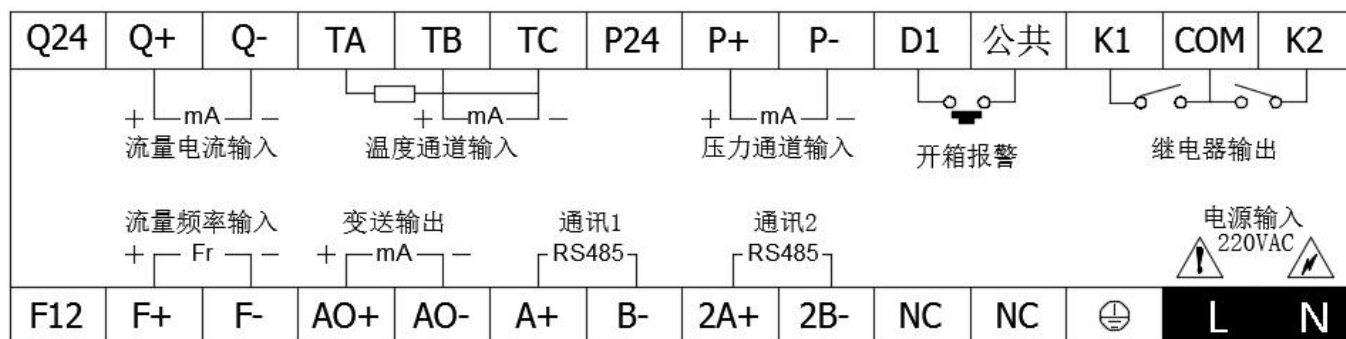 Q24 Q+ Q- TA TB TC P24 P+ P- D1 公共 K1 COM K2
+ mA - + mA - + mA -
流量电流输入 温度通道输入 压力通道输入 开箱报警 继电器输出
流量频率输入 变送输出 通讯1 通讯2 电源输入
+ Fr - + mA - RS485 RS485 220VAC
F12 F+ F- AO+ AO- A+ B- 2A+ 2B- NC NC L N